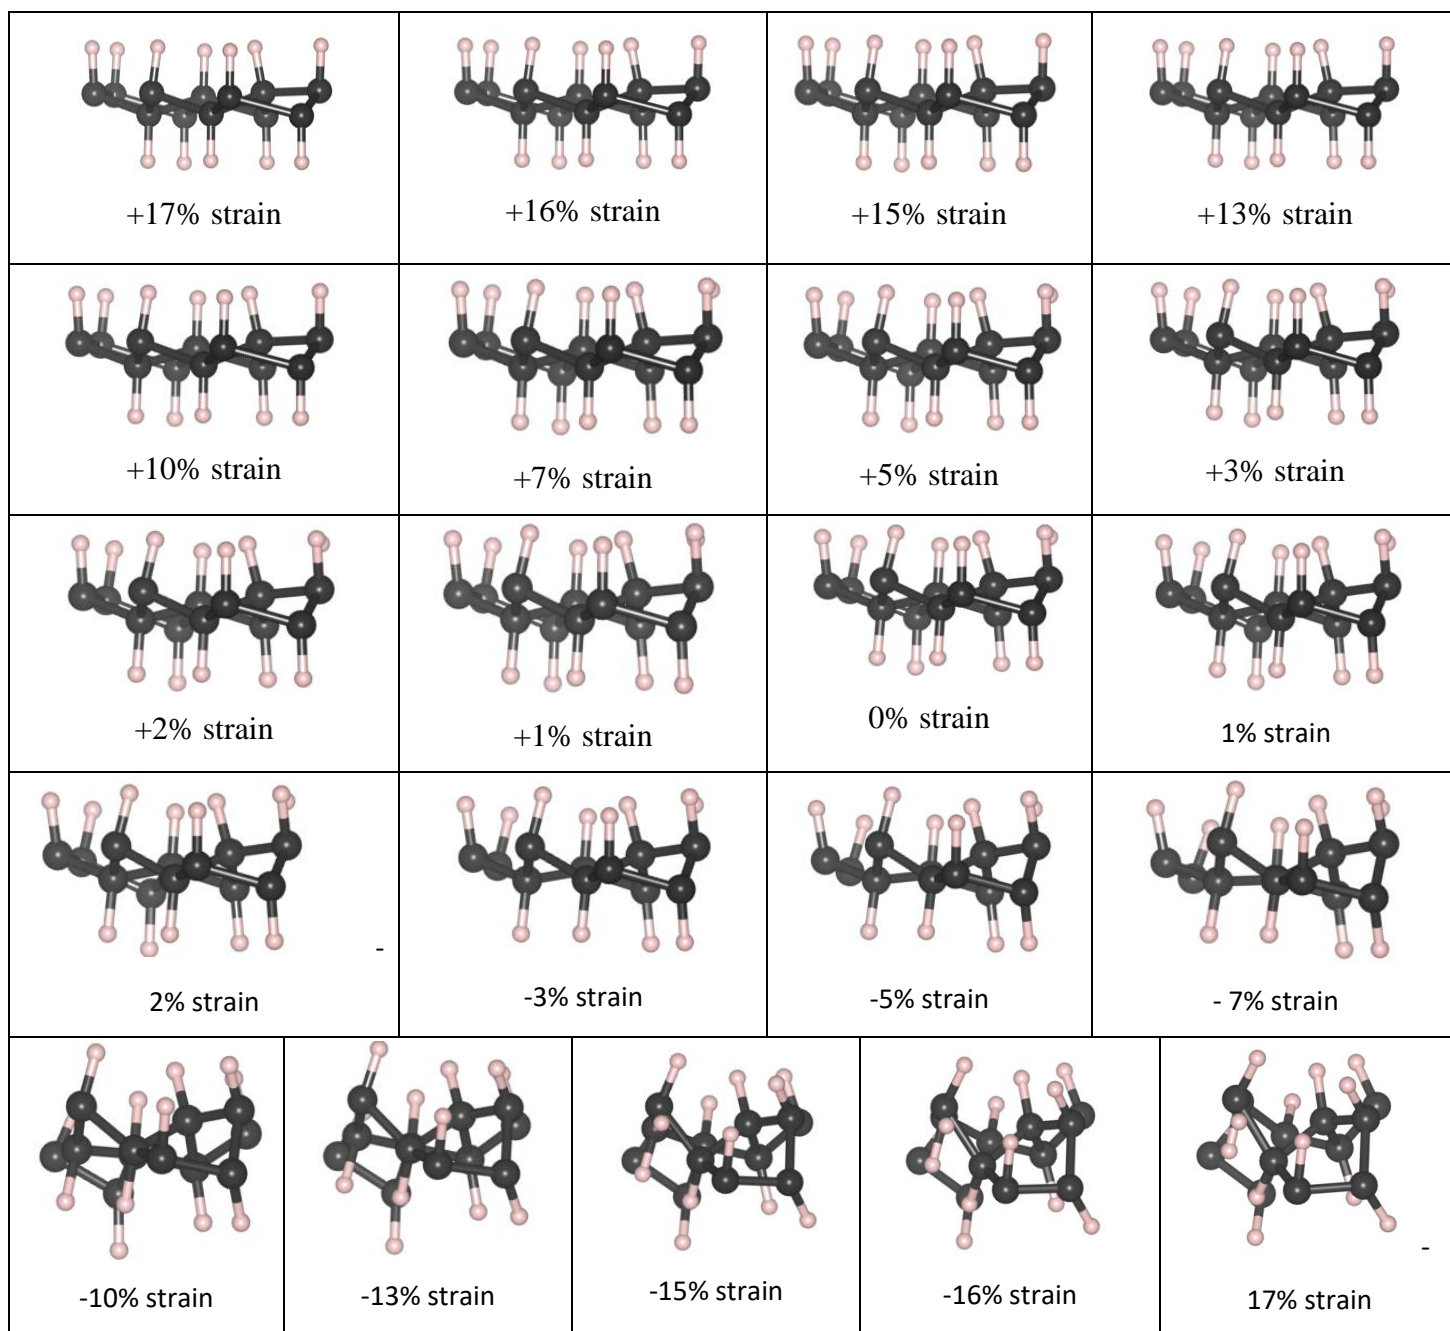 +17% strain
+16% strain
+15% strain
+13% strain
+10% strain
+7% strain
+5% strain
+3% strain
+2% strain
+1% strain
0% strain
1% strain
-
2% strain
-3% strain
-5% strain
- 7% strain
-10% strain
-13% strain
-15% strain
-16% strain
-
17% strain